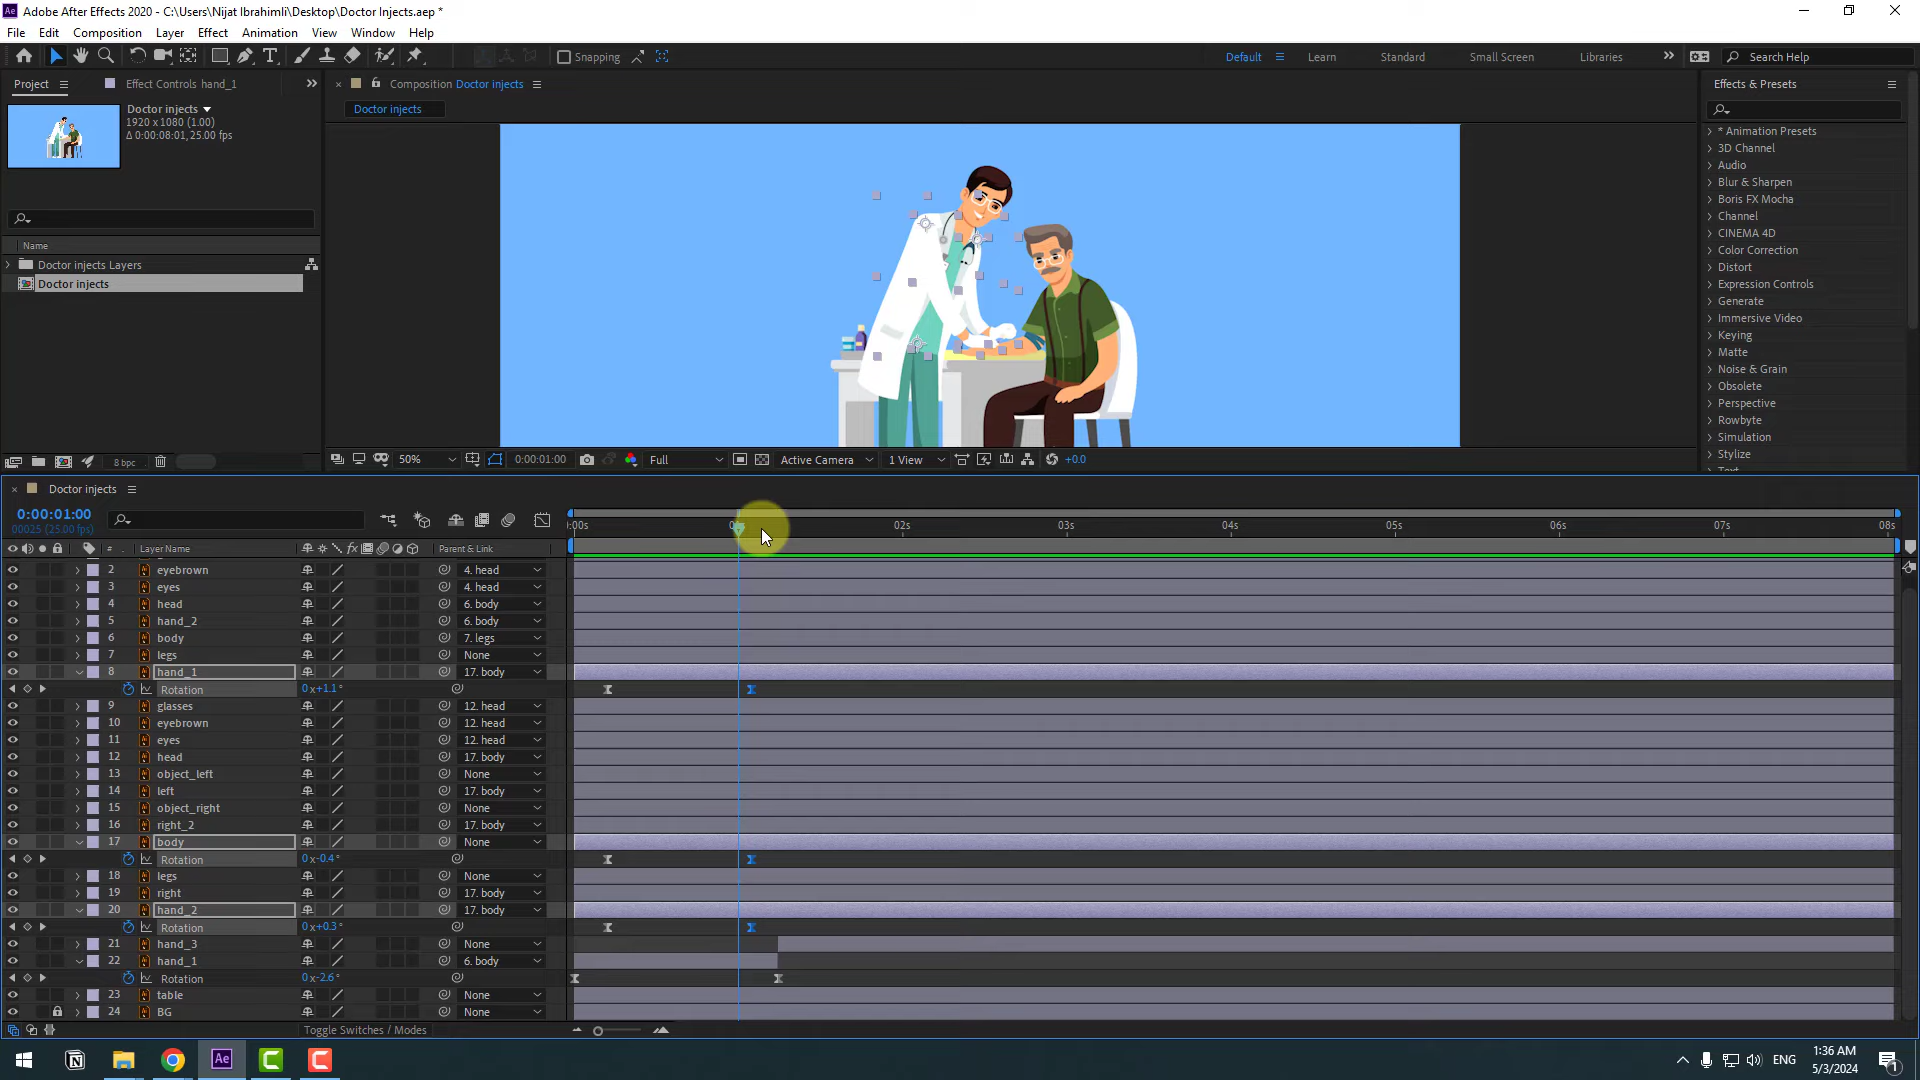 Adobe After Effects 2020 - C:\Users\Nijat Ibrahimli\Desktop\Doctor Injects.aep *
File Edit Composition Layer Effect Animation View Window Help
Snapping Default Learn Standard Small Screen Libraries Search Help
Project Effect Controls hand_1 Composition Doctor injects Effects & Presets
Doctor injects
1920 x 1080 (1.00)
Δ 0:00:08:01, 25.00 fps
Doctor injects
* Animation Presets
3D Channel
Audio
Blur & Sharpen
Boris FX Mocha
Channel
CINEMA 4D
Color Correction
Distort
Expression Controls
Generate
Immersive Video
Keying
Matte
Noise & Grain
Obsolete
Perspective
Rowbyte
Simulation
Stylize
Name
Doctor injects Layers
Doctor injects
8 bpc
50% 0:00:01:00 Full Active Camera 1 View +0.0
Doctor injects
0:00:01:00
00025 (25.00 fps)
:00s 02s 03s 04s 05s 06s 07s 08s
# Layer Name Parent & Link
2 eyebrown 4. head
3 eyes 4. head
4 head 6. body
5 hand_2 6. body
6 body 7. legs
7 legs None
8 hand_1 17. body
Rotation 0x+1.1°
9 glasses 12. head
10 eyebrown 12. head
11 eyes 12. head
12 head 17. body
13 object_left None
14 left 17. body
15 object_right None
16 right_2 17. body
17 body None
Rotation 0x-0.4°
18 legs None
19 right 17. body
20 hand_2 17. body
Rotation 0x+0.3°
21 hand_3 None
22 hand_1 6. body
Rotation 0x-2.6°
23 table None
24 BG None
Toggle Switches / Modes
ENG 1:36 AM
5/3/2024